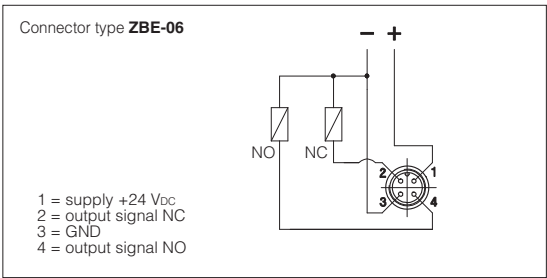 Connector type ZBE-06
− +
NO NC
2 1
3 4
1 = supply +24 VDC
2 = output signal NC
3 = GND
4 = output signal NO